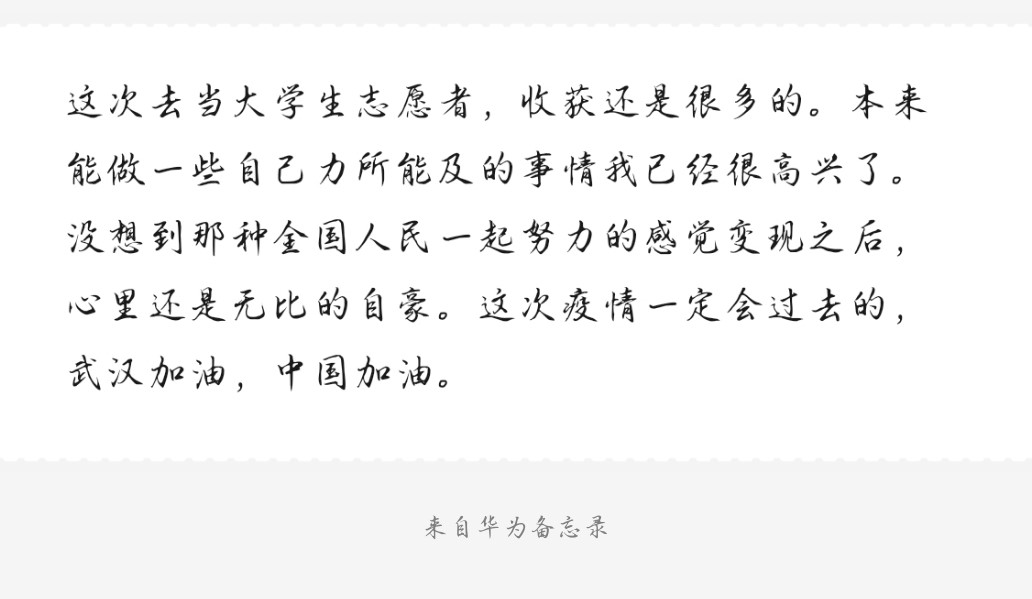 这次去当大学生志愿者，收获还是很多的。本来
能做一些自己力所能及的事情我已经很高兴了。
没想到那种全国人民一起努力的感觉变现之后，
心里还是无比的自豪。这次疫情一定会过去的，
武汉加油，中国加油。
来自华为备忘录